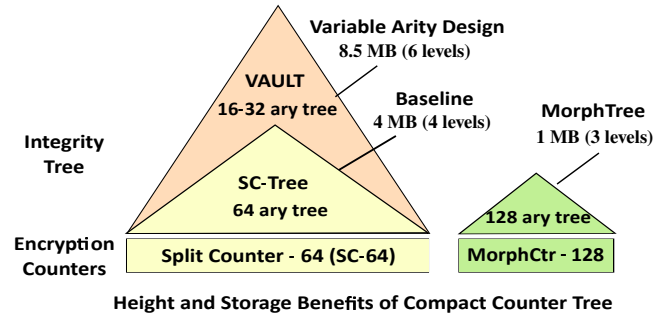 Variable Arity Design
8.5 MB (6 levels)
VAULT
16-32 ary tree
Baseline
4 MB (4 levels)
MorphTree
1 MB (3 levels)
Integrity
Tree
SC-Tree
64 ary tree
128 ary tree
Encryption
Counters
Split Counter - 64 (SC-64)
MorphCtr - 128
Height and Storage Benefits of Compact Counter Tree